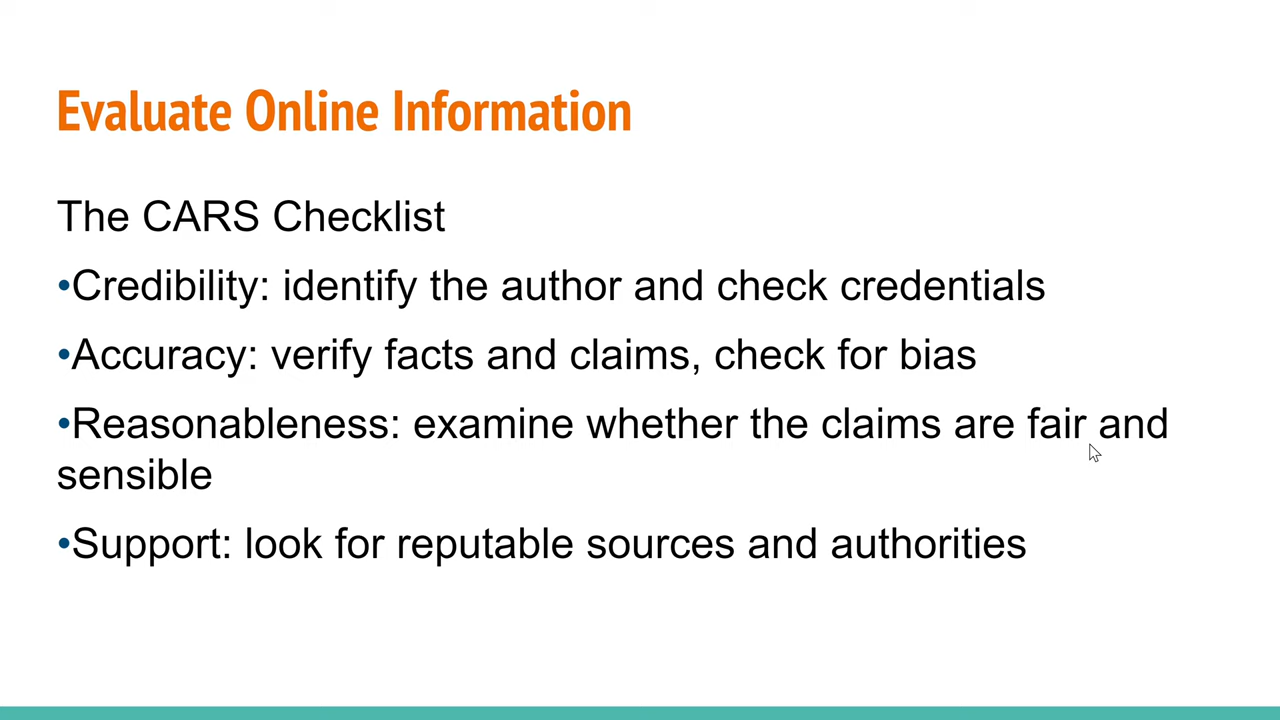 Evaluate Online Information
The CARS Checklist
•Credibility: identify the author and check credentials
•Accuracy: verify facts and claims, check for bias
•Reasonableness: examine whether the claims are fair and
sensible
•Support: look for reputable sources and authorities